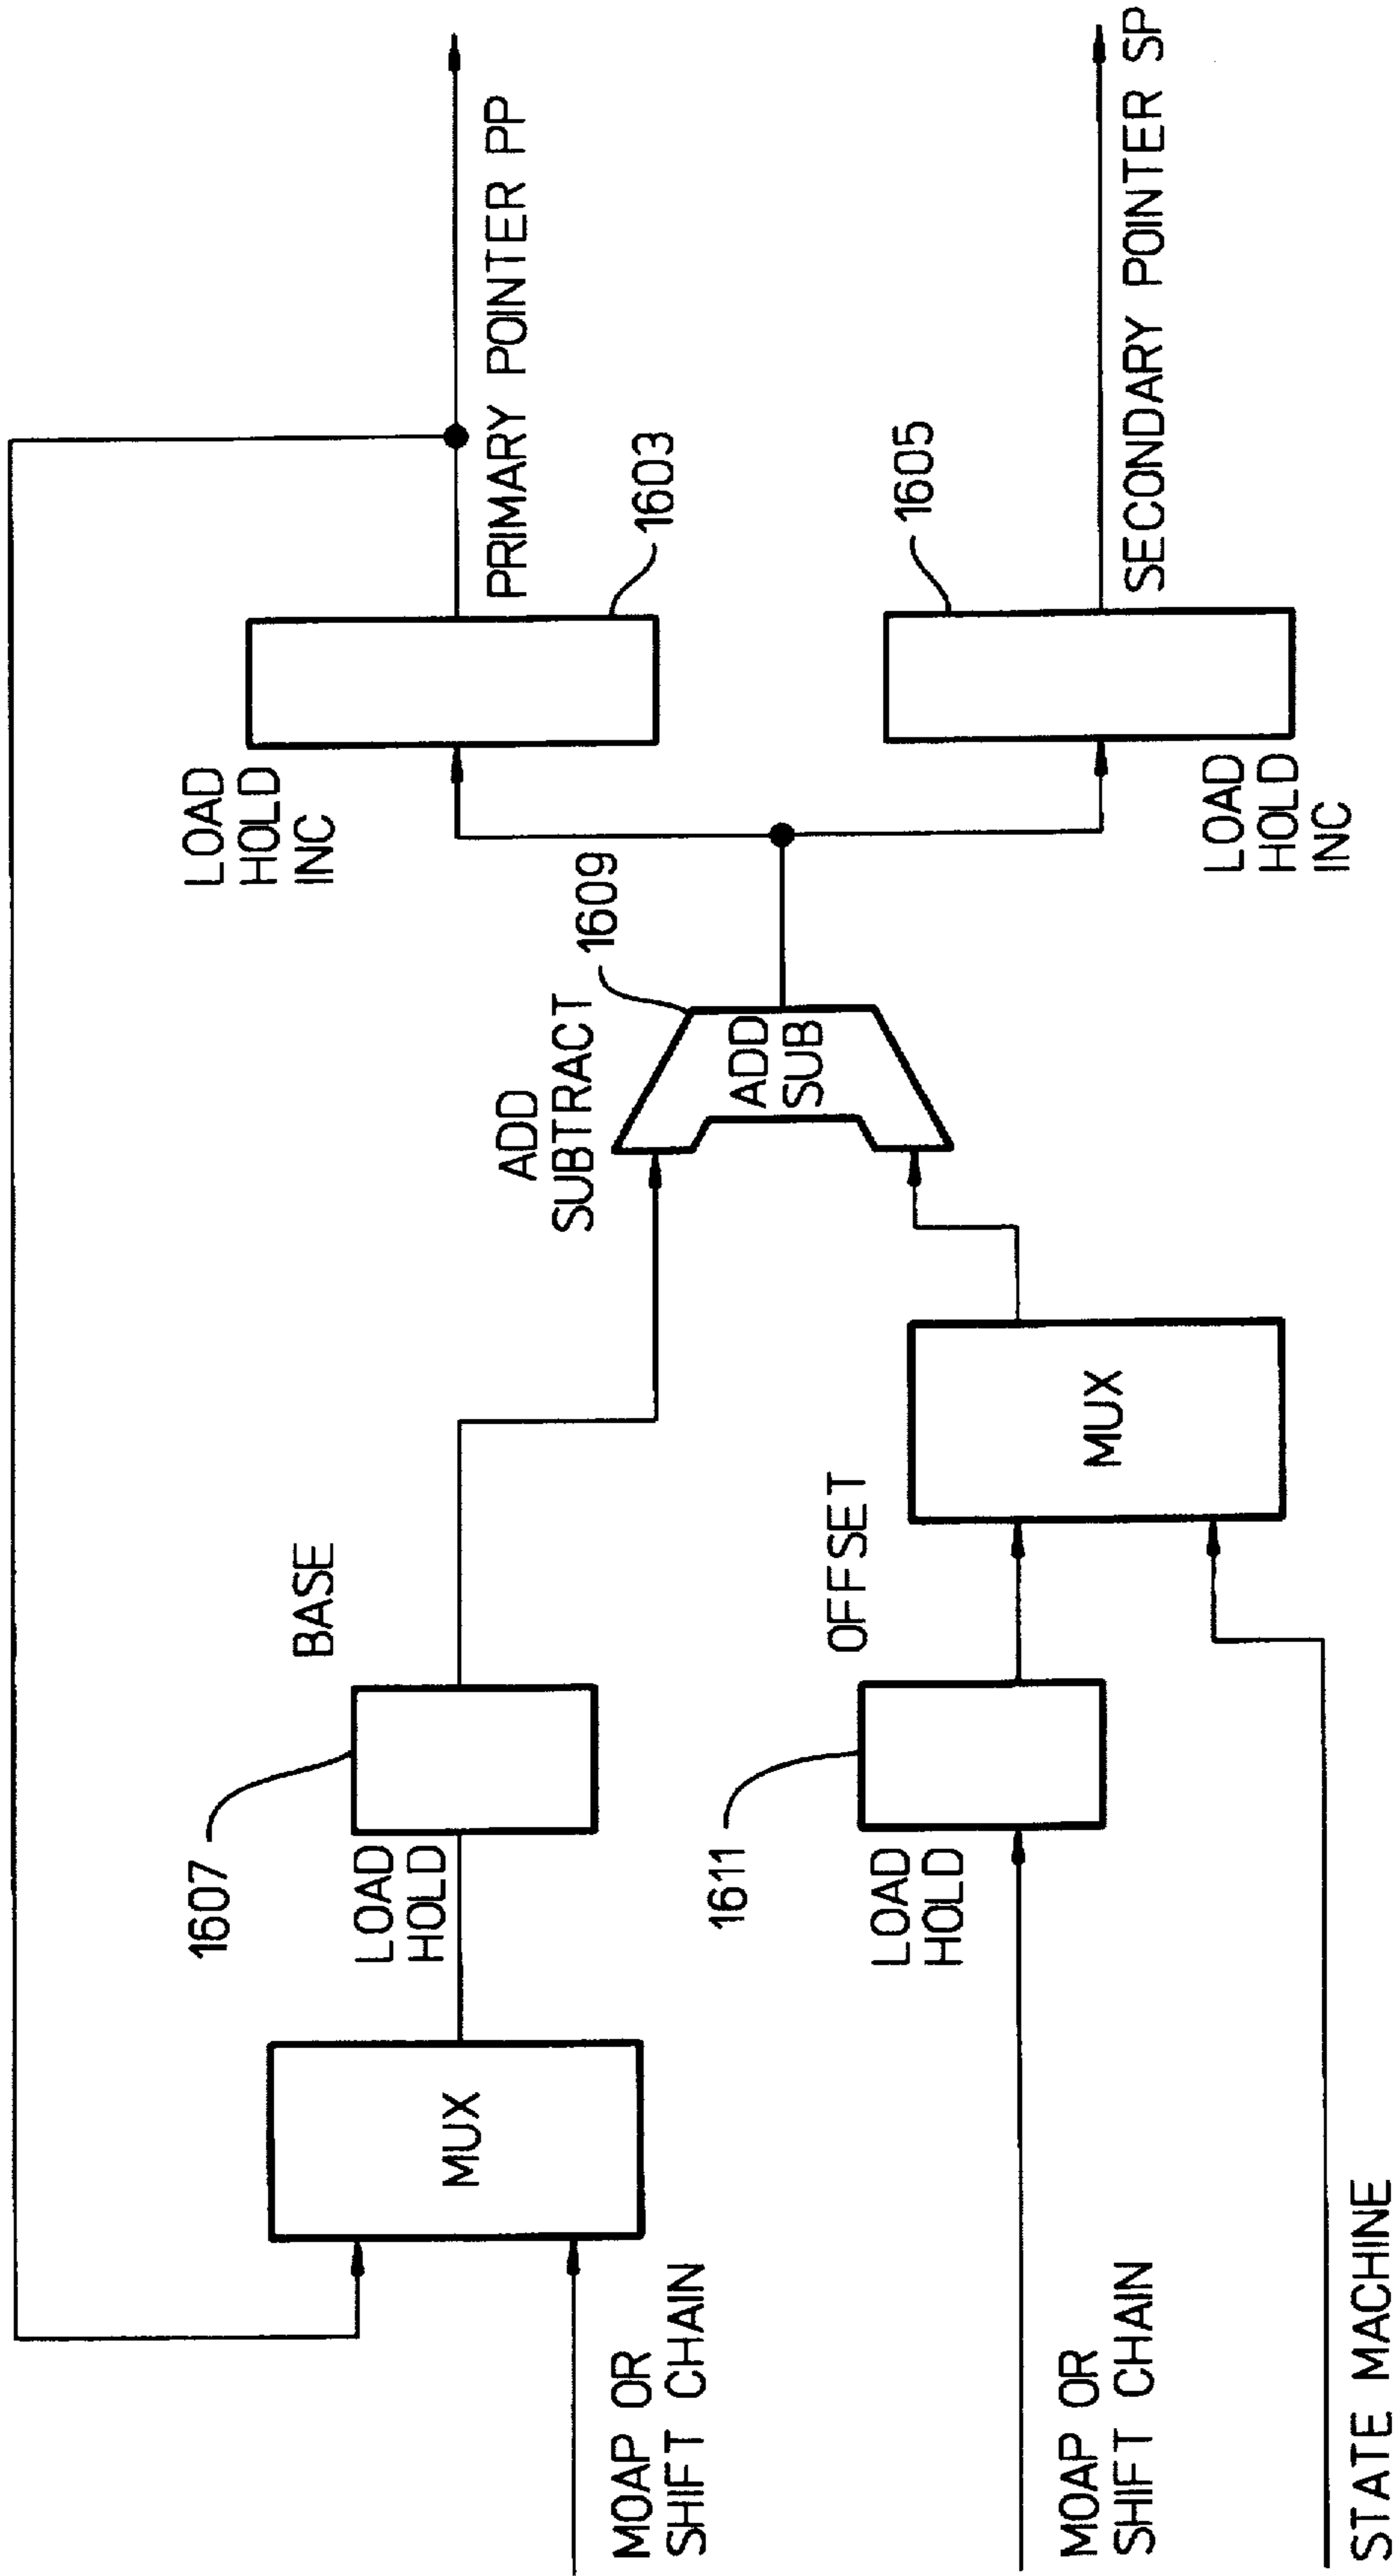 MOAP OR
SHIFT CHAIN
MUX
1607
LOAD
HOLD
BASE
ADD
SUBTRACT
1609
ADD
SUB
LOAD
HOLD
INC
1603
PRIMARY POINTER PP
MOAP OR
SHIFT CHAIN
1611
LOAD
HOLD
OFFSET
MUX
STATE MACHINE
LOAD
HOLD
INC
1605
SECONDARY POINTER SP